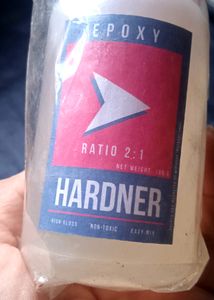 EPOXY
RATIO 2:1
NET WEIGHT
HARDNER
HIGH GLOSS NON-TOXIC EASY-MIX